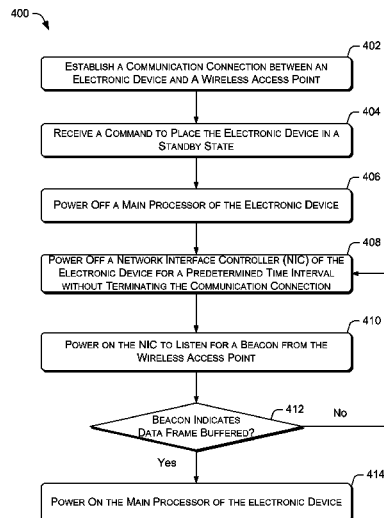 400
402
ESTABLISH A COMMUNICATION CONNECTION BETWEEN AN
ELECTRONIC DEVICE AND A WIRELESS ACCESS POINT
404
RECEIVE A COMMAND TO PLACE THE ELECTRONIC DEVICE IN A
STANDBY STATE
406
POWER OFF A MAIN PROCESSOR OF THE ELECTRONIC DEVICE
408
POWER OFF A NETWORK INTERFACE CONTROLLER (NIC) OF THE
ELECTRONIC DEVICE FOR A PREDETERMINED TIME INTERVAL
WITHOUT TERMINATING THE COMMUNICATION CONNECTION
410
POWER ON THE NIC TO LISTEN FOR A BEACON FROM THE
WIRELESS ACCESS POINT
412
BEACON INDICATES
DATA FRAME BUFFERED?
No
Yes
414
POWER ON THE MAIN PROCESSOR OF THE ELECTRONIC DEVICE